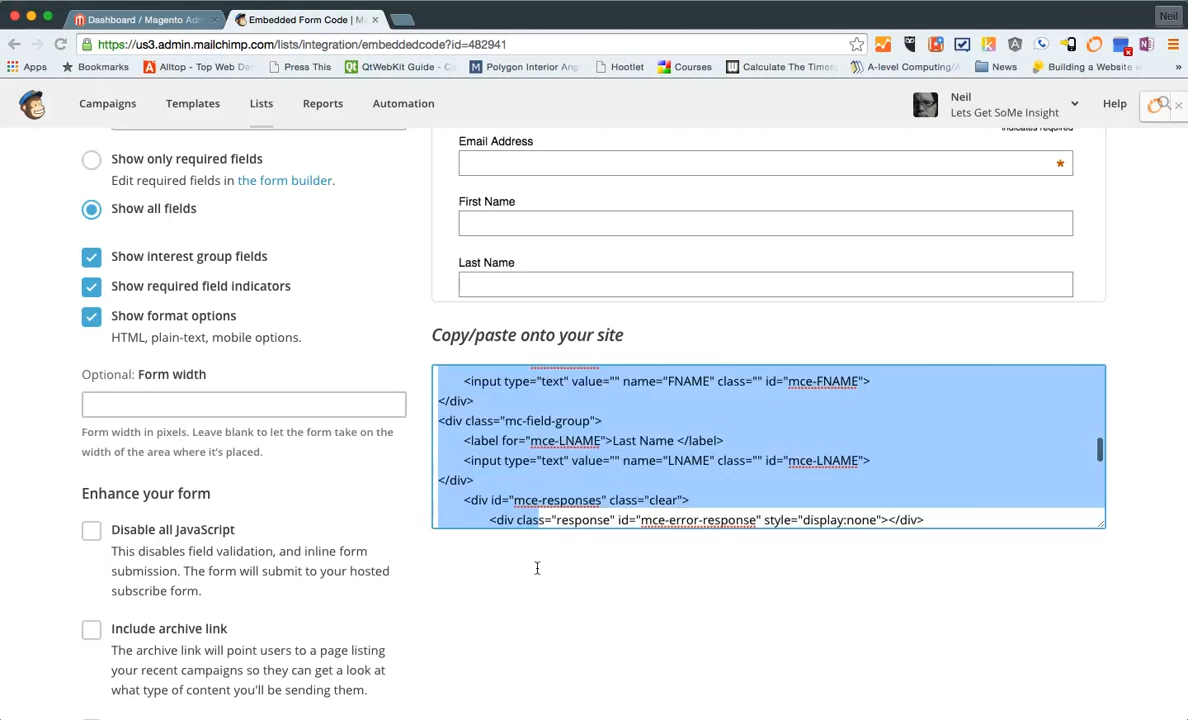 Dashboard / Magento Adm
Embedded Form Code | M
Neil
https://us3.admin.mailchimp.com/lists/integration/embeddedcode?id=482941
Apps
Bookmarks
Alltop - Top Web De
Press This
QtWebKit Guide - C
Polygon Interior Ang
Hootlet
Courses
Calculate The Time
A-level Computing/
News
Building a Website w
»
Campaigns
Templates
Lists
Reports
Automation
Neil
Lets Get SoMe Insight
Help
indicates required
Show only required fields
Edit required fields in the form builder.
Show all fields
Show interest group fields
Show required field indicators
Show format options
HTML, plain-text, mobile options.
Optional: Form width
Form width in pixels. Leave blank to let the form take on the
width of the area where it's placed.
Enhance your form
Disable all JavaScript
This disables field validation, and inline form
submission. The form will submit to your hosted
subscribe form.
Include archive link
The archive link will point users to a page listing
your recent campaigns so they can get a look at
what type of content you'll be sending them.
Email Address
*
First Name
Last Name
Copy/paste onto your site
<input type="text" value="" name="FNAME" class="" id="mce-FNAME">
</div>
<div class="mc-field-group">
<label for="mce-LNAME">Last Name </label>
<input type="text" value="" name="LNAME" class="" id="mce-LNAME">
</div>
<div id="mce-responses" class="clear">
<div class="response" id="mce-error-response" style="display:none"></div>